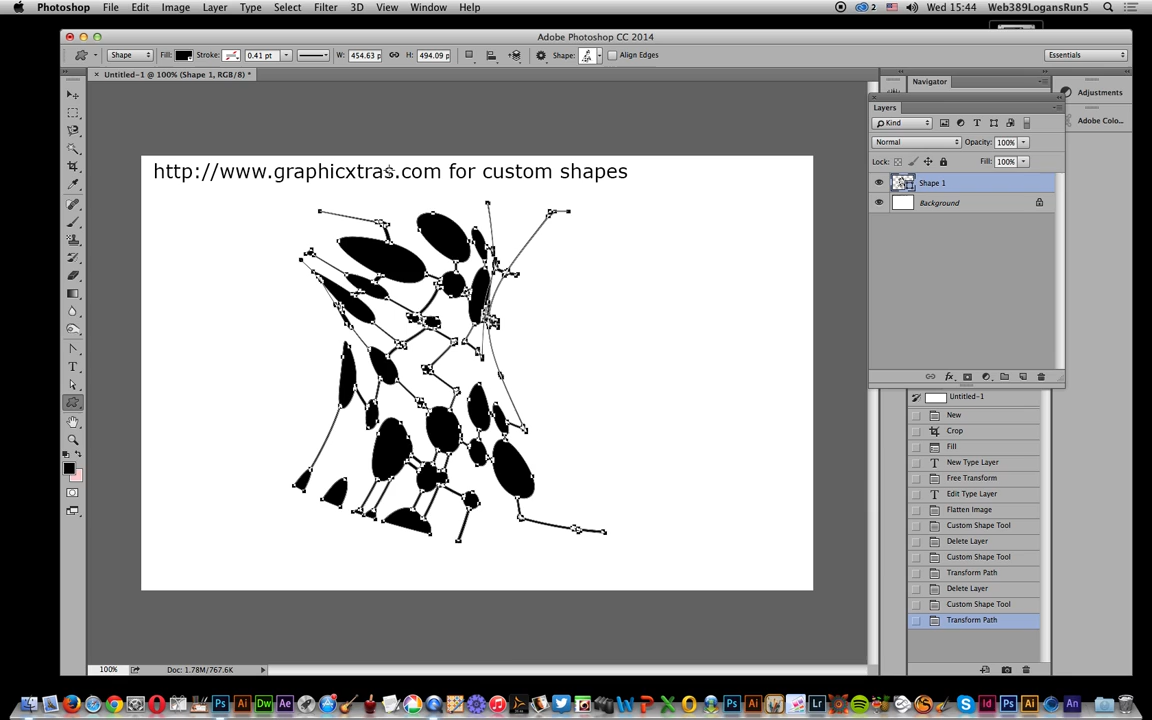 Photoshop File Edit Image Layer Type Select Filter 3D View Window Help 2 Wed 15:44 Web389LogansRun5
Adobe Photoshop CC 2014
Shape Fill: Stroke: 0.41 pt W: 454.63 p H: 494.09 p Shape: Align Edges Essentials
Untitled-1 @ 100% (Shape 1, RGB/8) *
Navigator
Adjustments
Layers
Adobe Colo...
Kind
Normal Opacity: 100%
Lock: Fill: 100%
Shape 1
Background
http://www.graphicxtras.com for custom shapes
Untitled-1
New
Crop
Fill
New Type Layer
Free Transform
Edit Type Layer
Flatten Image
Custom Shape Tool
Delete Layer
Custom Shape Tool
Transform Path
Delete Layer
Custom Shape Tool
Transform Path
100% Doc: 1.78M/767.6K